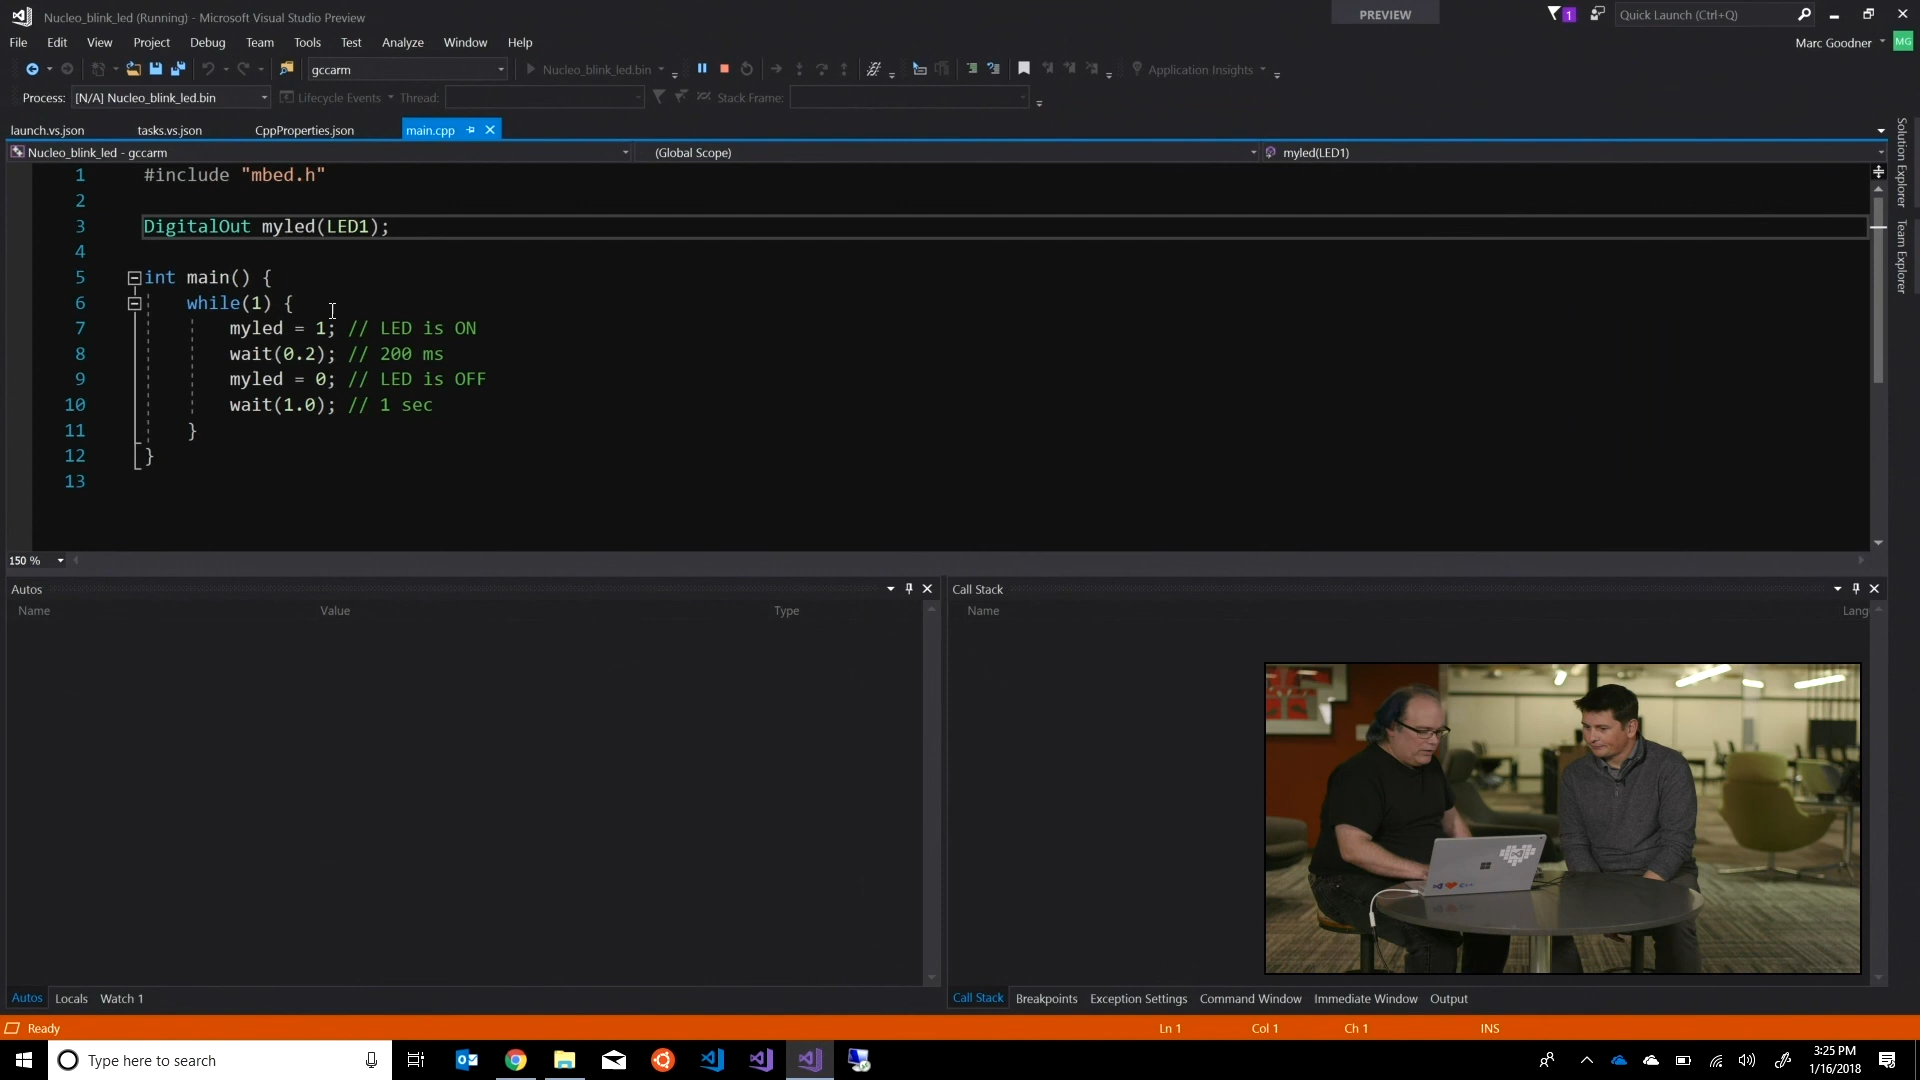 Nucleo_blink_led (Running) - Microsoft Visual Studio Preview
PREVIEW
1
Quick Launch (Ctrl+Q)
File Edit View Project Debug Team Tools Test Analyze Window Help
Marc Goodner MG
gccarm
Nucleo_blink_led.bin
Application Insights
Process: [N/A] Nucleo_blink_led.bin
Lifecycle Events
Thread:
Stack Frame:
launch.vs.json tasks.vs.json CppProperties.json main.cpp
Nucleo_blink_led - gccarm
(Global Scope)
myled(LED1)
1 #include "mbed.h"
2
3 DigitalOut myled(LED1);
4
5 int main() {
6 while(1) {
7 myled = 1; // LED is ON
8 wait(0.2); // 200 ms
9 myled = 0; // LED is OFF
10 wait(1.0); // 1 sec
11 }
12 }
13
Solution Explorer
Team Explorer
150 %
Autos
Name Value Type
Call Stack
Name Lang
Autos Locals Watch 1
Call Stack Breakpoints Exception Settings Command Window Immediate Window Output
Ready
Ln 1 Col 1 Ch 1 INS
Type here to search
3:25 PM
1/16/2018